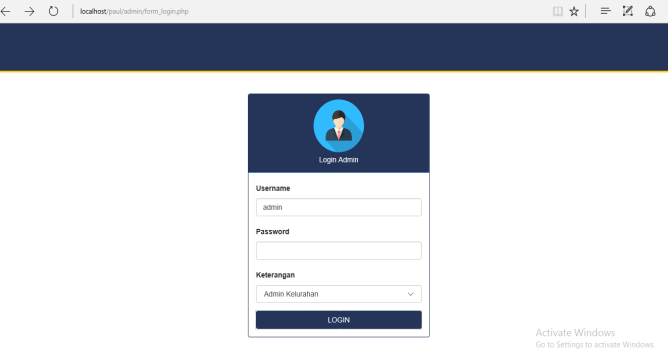 localhost/paul/admin/form_login.php
Login Admin
Username
admin
Password
Keterangan
Admin Kelurahan
LOGIN
Activate Windows
Go to Settings to activate Windows.